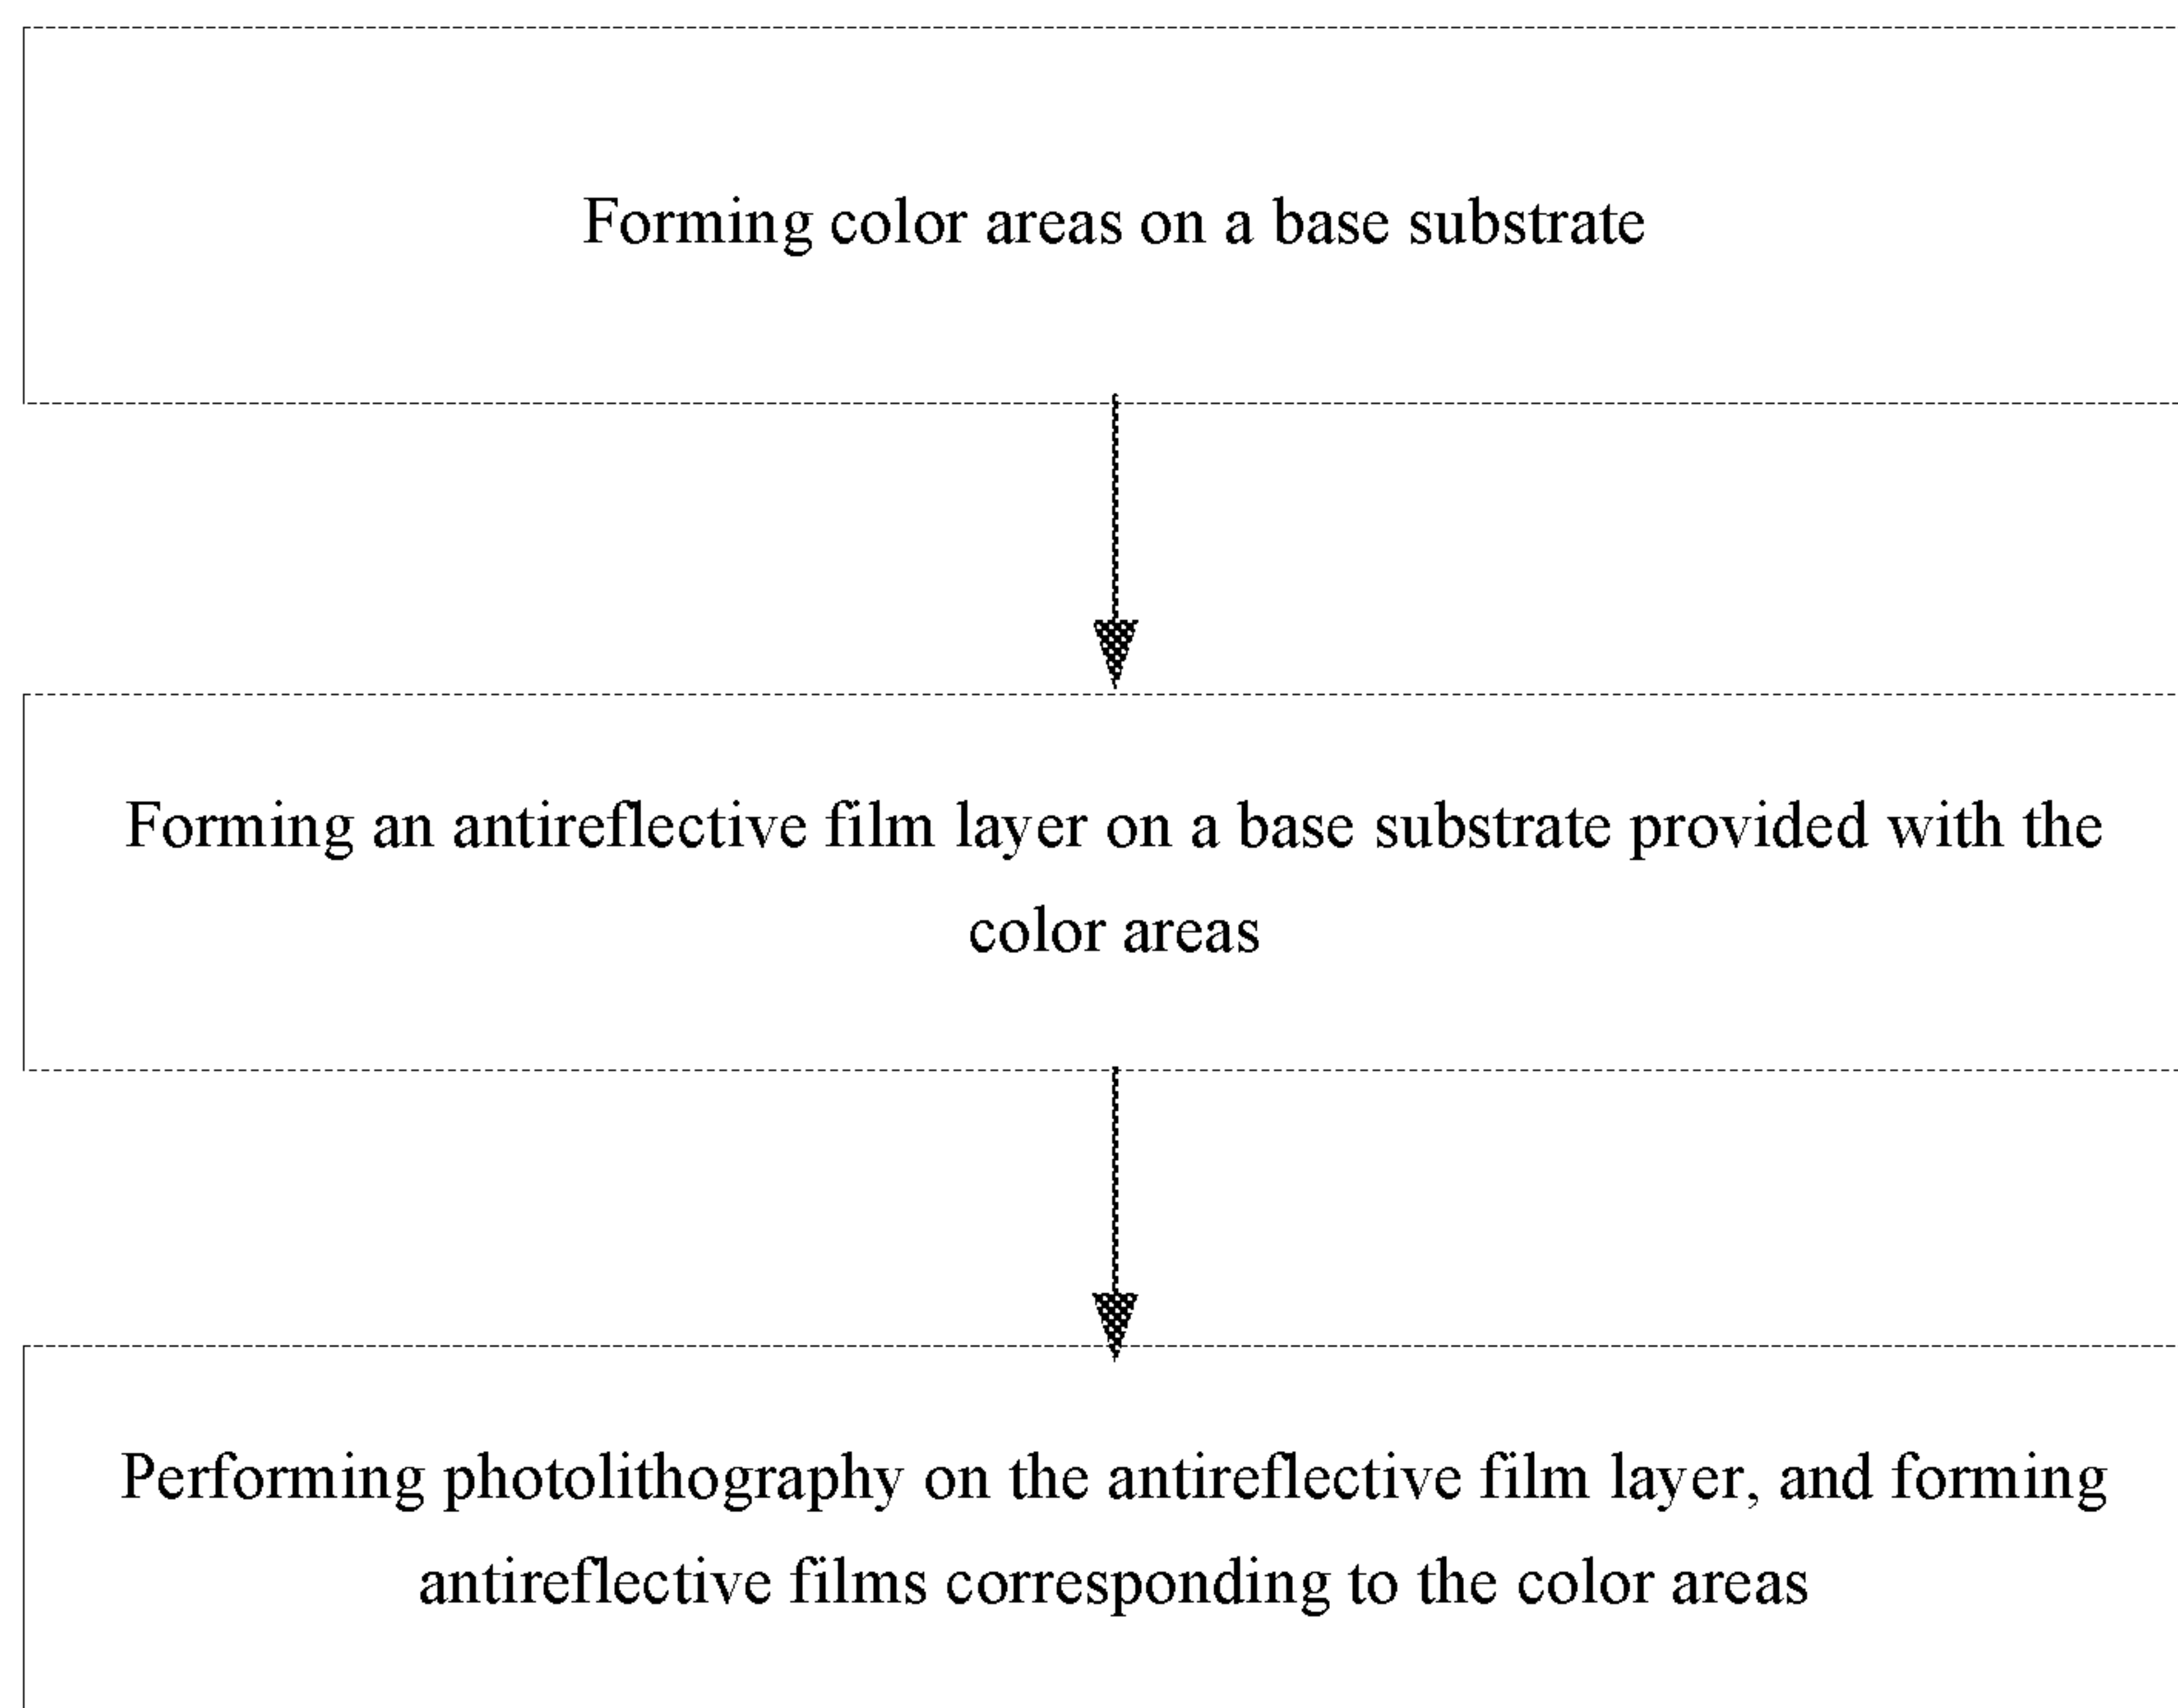 Forming color areas on a base substrate
Forming an antireflective film layer on a base substrate provided with the
color areas
Performing photolithography on the antireflective film layer, and forming
antireflective films corresponding to the color areas